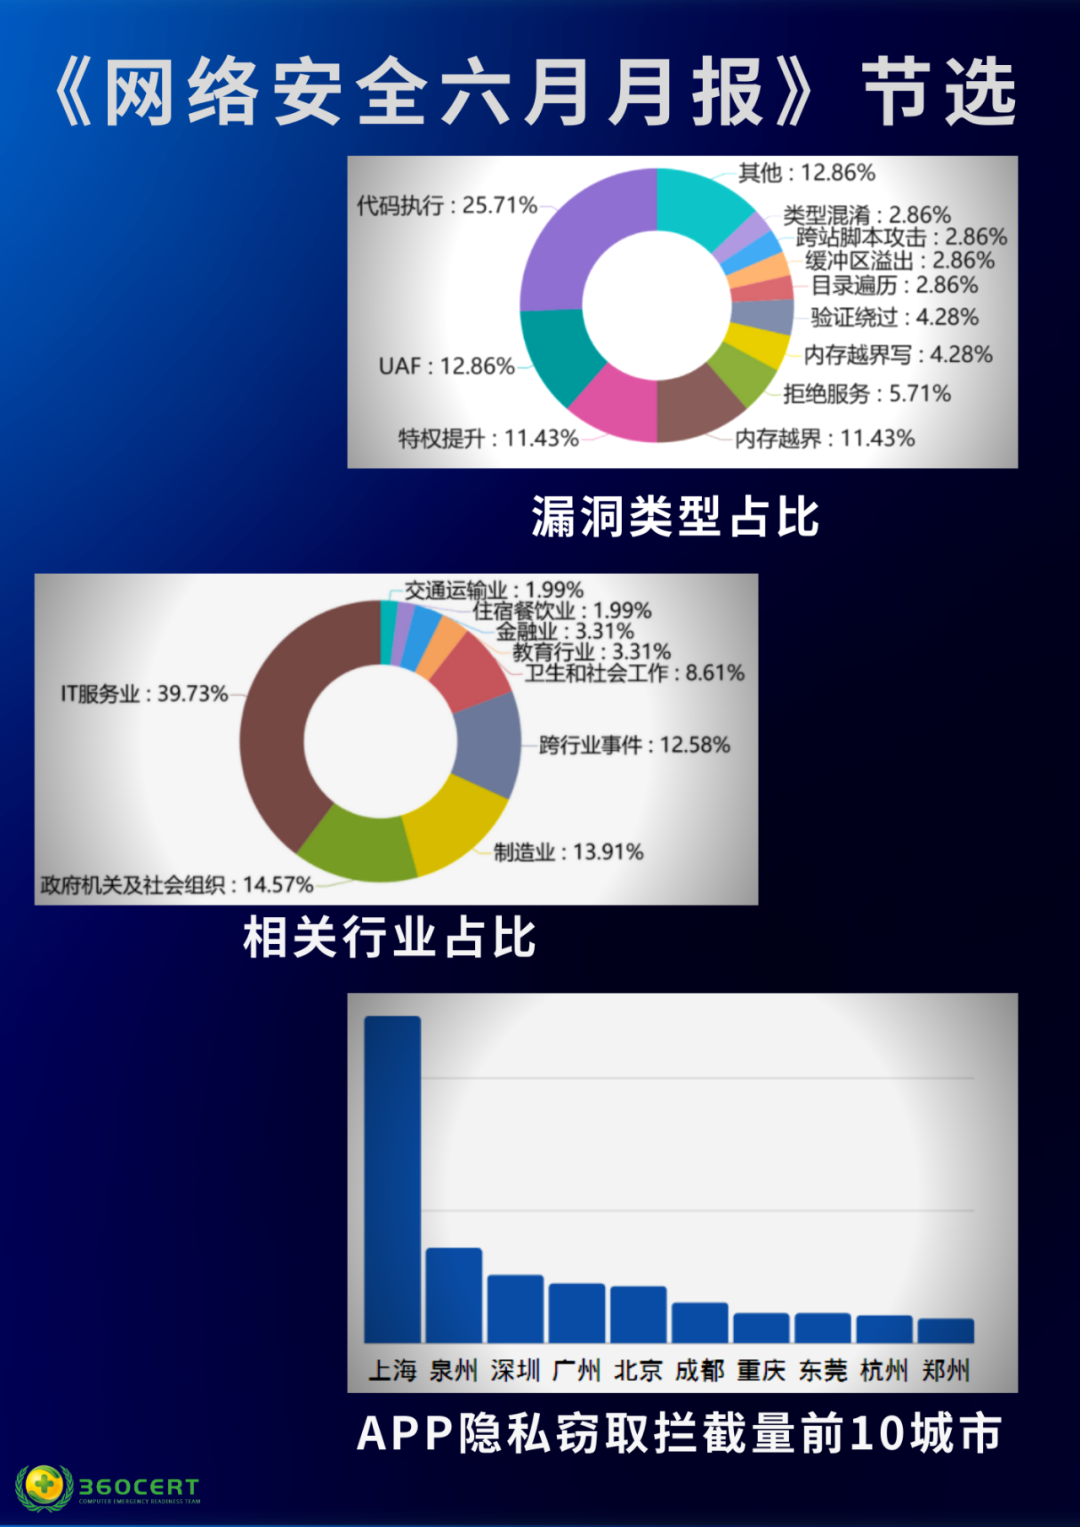 《网络安全六月月报》节选
其他 : 12.86%
代码执行 : 25.71%
类型混淆 : 2.86%
跨站脚本攻击 : 2.86%
缓冲区溢出 : 2.86%
目录遍历 : 2.86%
验证绕过 : 4.28%
内存越界写 : 4.28%
UAF : 12.86%
拒绝服务 : 5.71%
特权提升 : 11.43%
内存越界 : 11.43%
漏洞类型占比
交通运输业 : 1.99%
住宿餐饮业 : 1.99%
金融业 : 3.31%
教育行业 : 3.31%
卫生和社会工作 : 8.61%
IT服务业 : 39.73%
跨行业事件 : 12.58%
制造业 : 13.91%
政府机关及社会组织 : 14.57%
相关行业占比
上海 泉州 深圳 广州 北京 成都 重庆 东莞 杭州 郑州
APP隐私窃取拦截量前10城市
360CERT
COMPUTER EMERGENCY READINESS TEAM